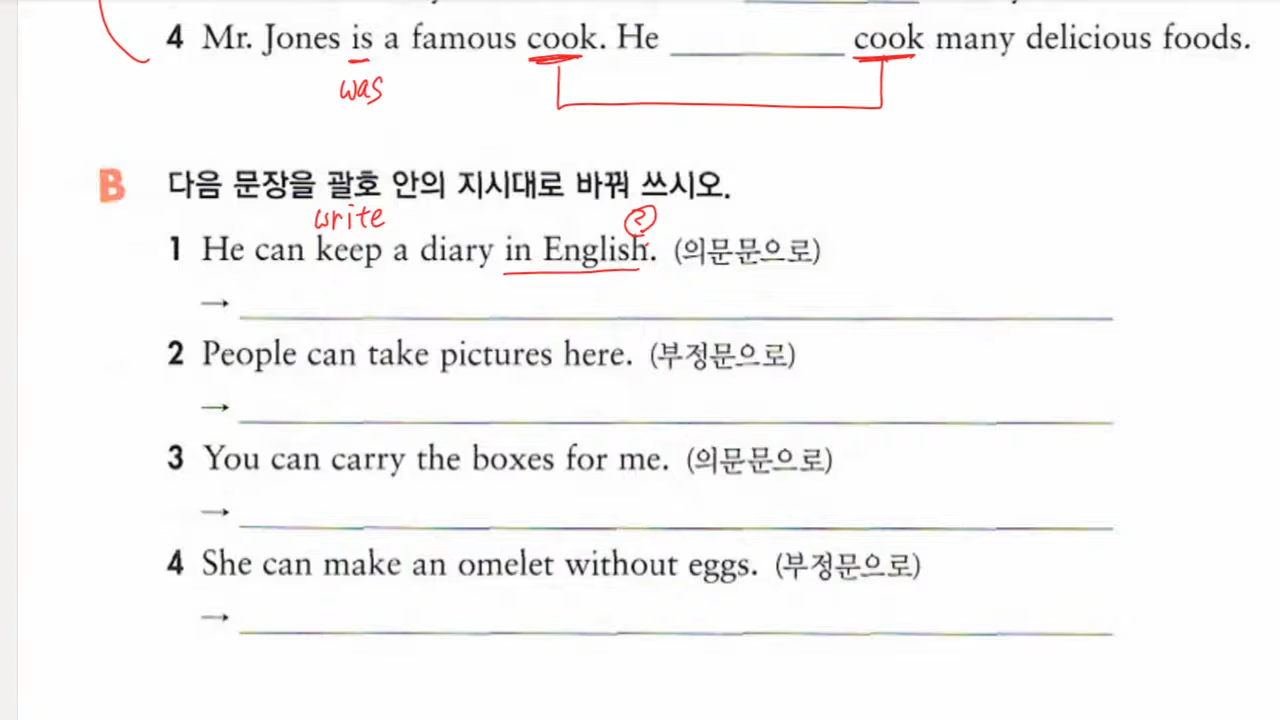 4 Mr. Jones is a famous cook. He ________ cook many delicious foods.
was
B 다음 문장을 괄호 안의 지시대로 바꿔 쓰시오.
write ?
1 He can keep a diary in English. (의문문으로)
→
2 People can take pictures here. (부정문으로)
→
3 You can carry the boxes for me. (의문문으로)
→
4 She can make an omelet without eggs. (부정문으로)
→